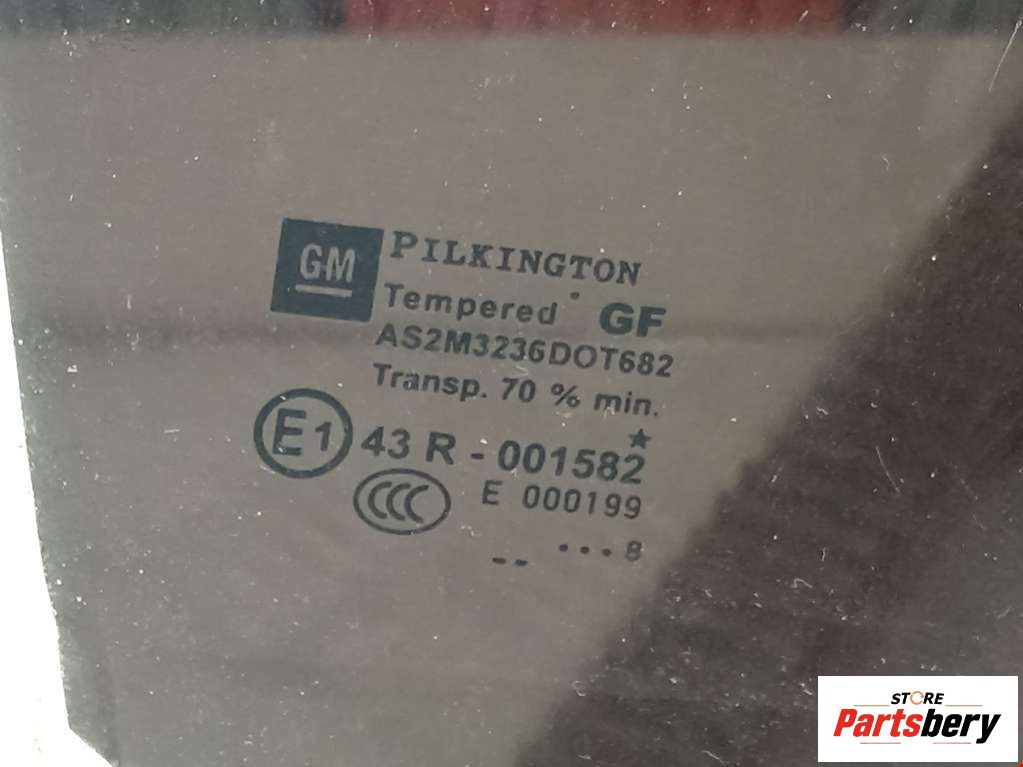 GM
PILKINGTON
Tempered GF
AS2M3236DOT682
Transp. 70 % min.
E1 43 R - 001582
CCC E 000199
-- ••• 8
STORE
Partsbery